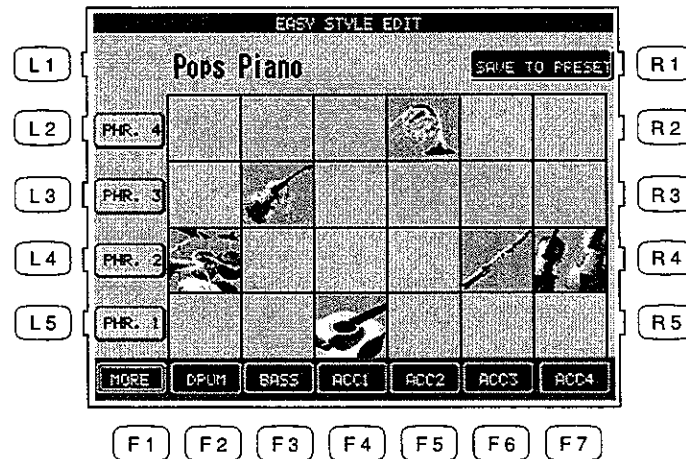 EASY STYLE EDIT
L1 Pops Piano SAVE TO PRESET R1
L2 PHR. 4 R2
L3 PHR. 3 R3
L4 PHR. 2 R4
L5 PHR. 1 R5
MORE DRUM BASS ACC1 ACC2 ACC3 ACC4
F1 F2 F3 F4 F5 F6 F7